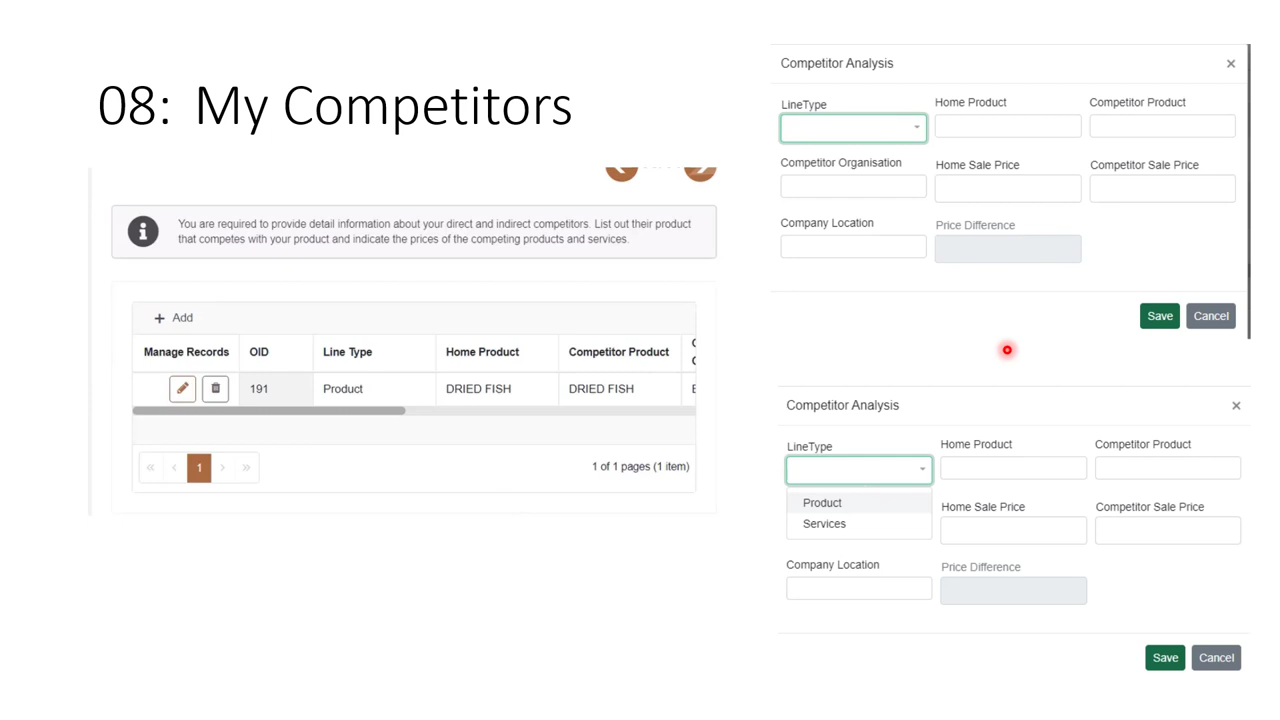 08: My Competitors
You are required to provide detail information about your direct and indirect competitors. List out their product
that competes with your product and indicate the prices of the competing products and services.
+ Add
Manage Records OID Line Type Home Product Competitor Product
191 Product DRIED FISH DRIED FISH
« ‹ 1 › » 1 of 1 pages (1 item)
Competitor Analysis ×
LineType Home Product Competitor Product
Competitor Organisation Home Sale Price Competitor Sale Price
Company Location Price Difference
Save Cancel
Competitor Analysis ×
LineType Home Product Competitor Product
Product
Services
Home Sale Price Competitor Sale Price
Company Location Price Difference
Save Cancel